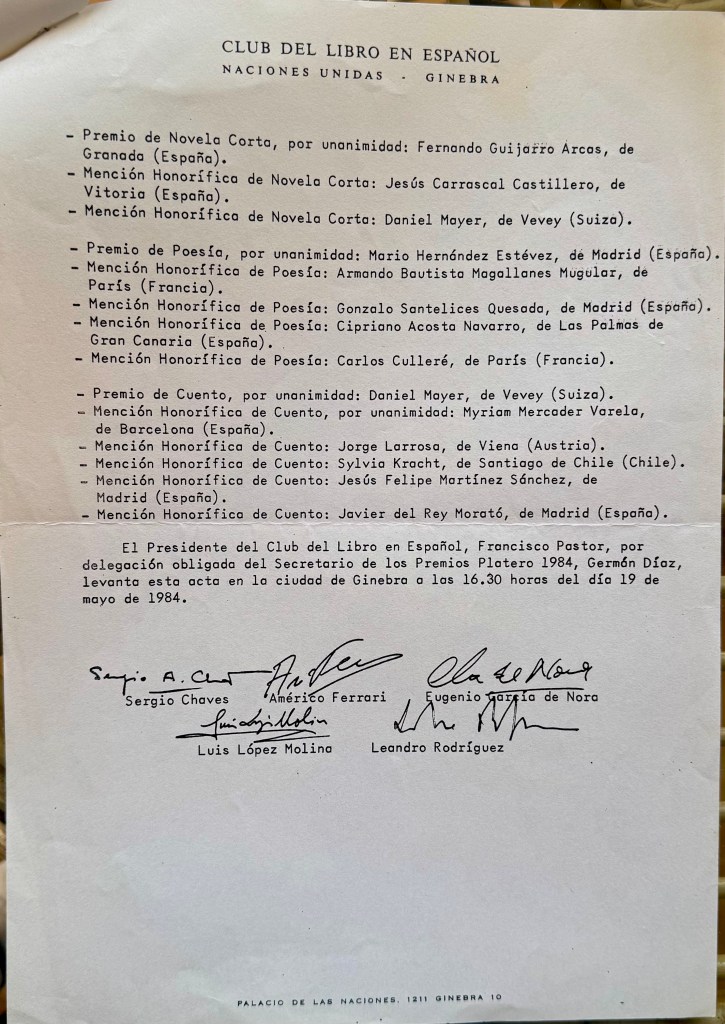 CLUB DEL LIBRO EN ESPAÑOL
NACIONES UNIDAS - GINEBRA
- Premio de Novela Corta, por unanimidad: Fernando Guijarro Arcas, de
Granada (España).
- Mención Honorífica de Novela Corta: Jesús Carrascal Castillero, de
Vitoria (España).
- Mención Honorífica de Novela Corta: Daniel Mayer, de Vevey (Suiza).
- Premio de Poesía, por unanimidad: Mario Hernández Estévez, de Madrid (España).
- Mención Honorífica de Poesía: Armando Bautista Magallanes Mugular, de
París (Francia).
- Mención Honorífica de Poesía: Gonzalo Santelices Quesada, de Madrid (España).
- Mención Honorífica de Poesía: Cipriano Acosta Navarro, de Las Palmas de
Gran Canaria (España).
- Mención Honorífica de Poesía: Carlos Culleré, de París (Francia).
- Premio de Cuento, por unanimidad: Daniel Mayer, de Vevey (Suiza).
- Mención Honorífica de Cuento, por unanimidad: Myriam Mercader Varela,
de Barcelona (España).
- Mención Honorífica de Cuento: Jorge Larrosa, de Viena (Austria).
- Mención Honorífica de Cuento: Sylvia Kracht, de Santiago de Chile (Chile).
- Mención Honorífica de Cuento: Jesús Felipe Martínez Sánchez, de
Madrid (España).
- Mención Honorífica de Cuento: Javier del Rey Morató, de Madrid (España).
El Presidente del Club del Libro en Español, Francisco Pastor, por
delegación obligada del Secretario de los Premios Platero 1984, Germán Díaz,
levanta esta acta en la ciudad de Ginebra a las 16.30 horas del día 19 de
mayo de 1984.
Sergio A.
Sergio Chaves Américo Ferrari Eugenio García de Nora
Luis López Molina Leandro Rodríguez
PALACIO DE LAS NACIONES, 1211 GINEBRA 10